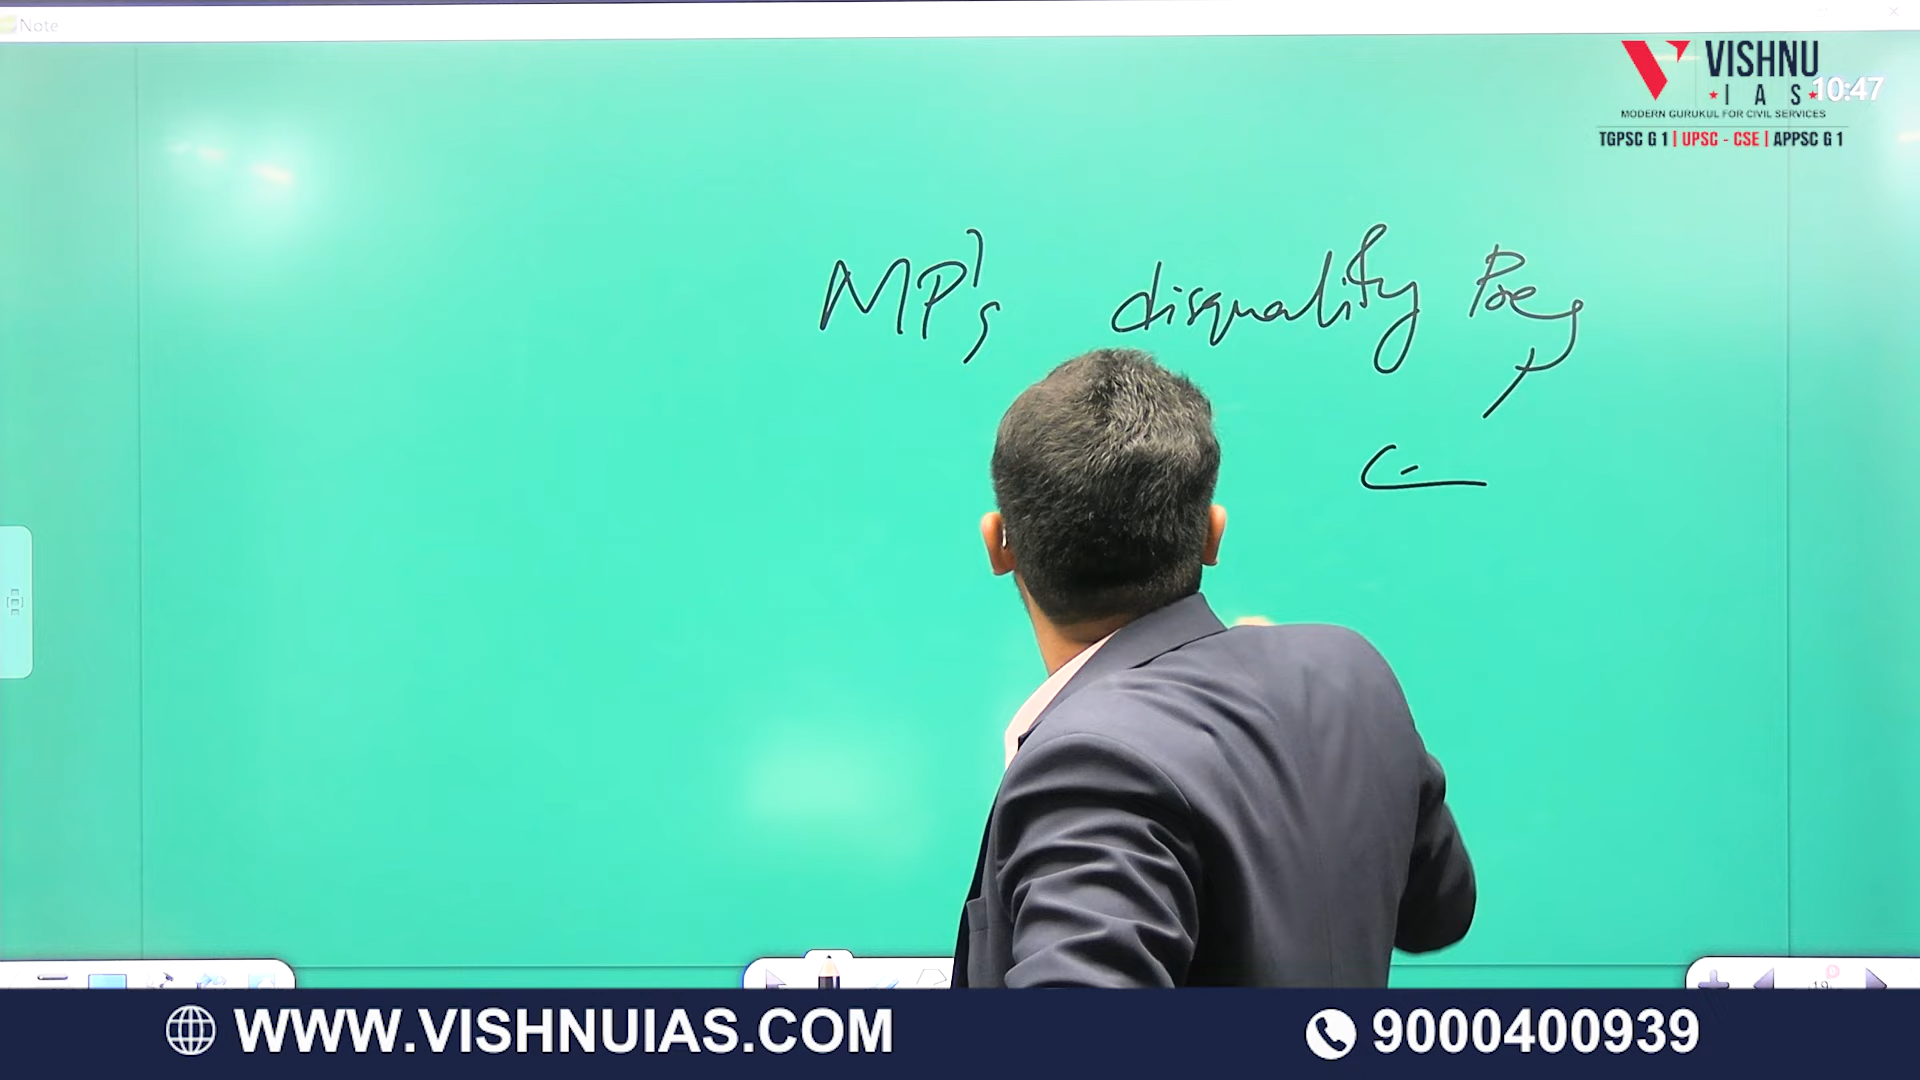 Note
VISHNU
IAS
10:47
MODERN GURUKUL FOR CIVIL SERVICES
TGPSC G 1 | UPSC - CSE | APPSC G 1
MP's disqualify
WWW.VISHNUIAS.COM
9000400939